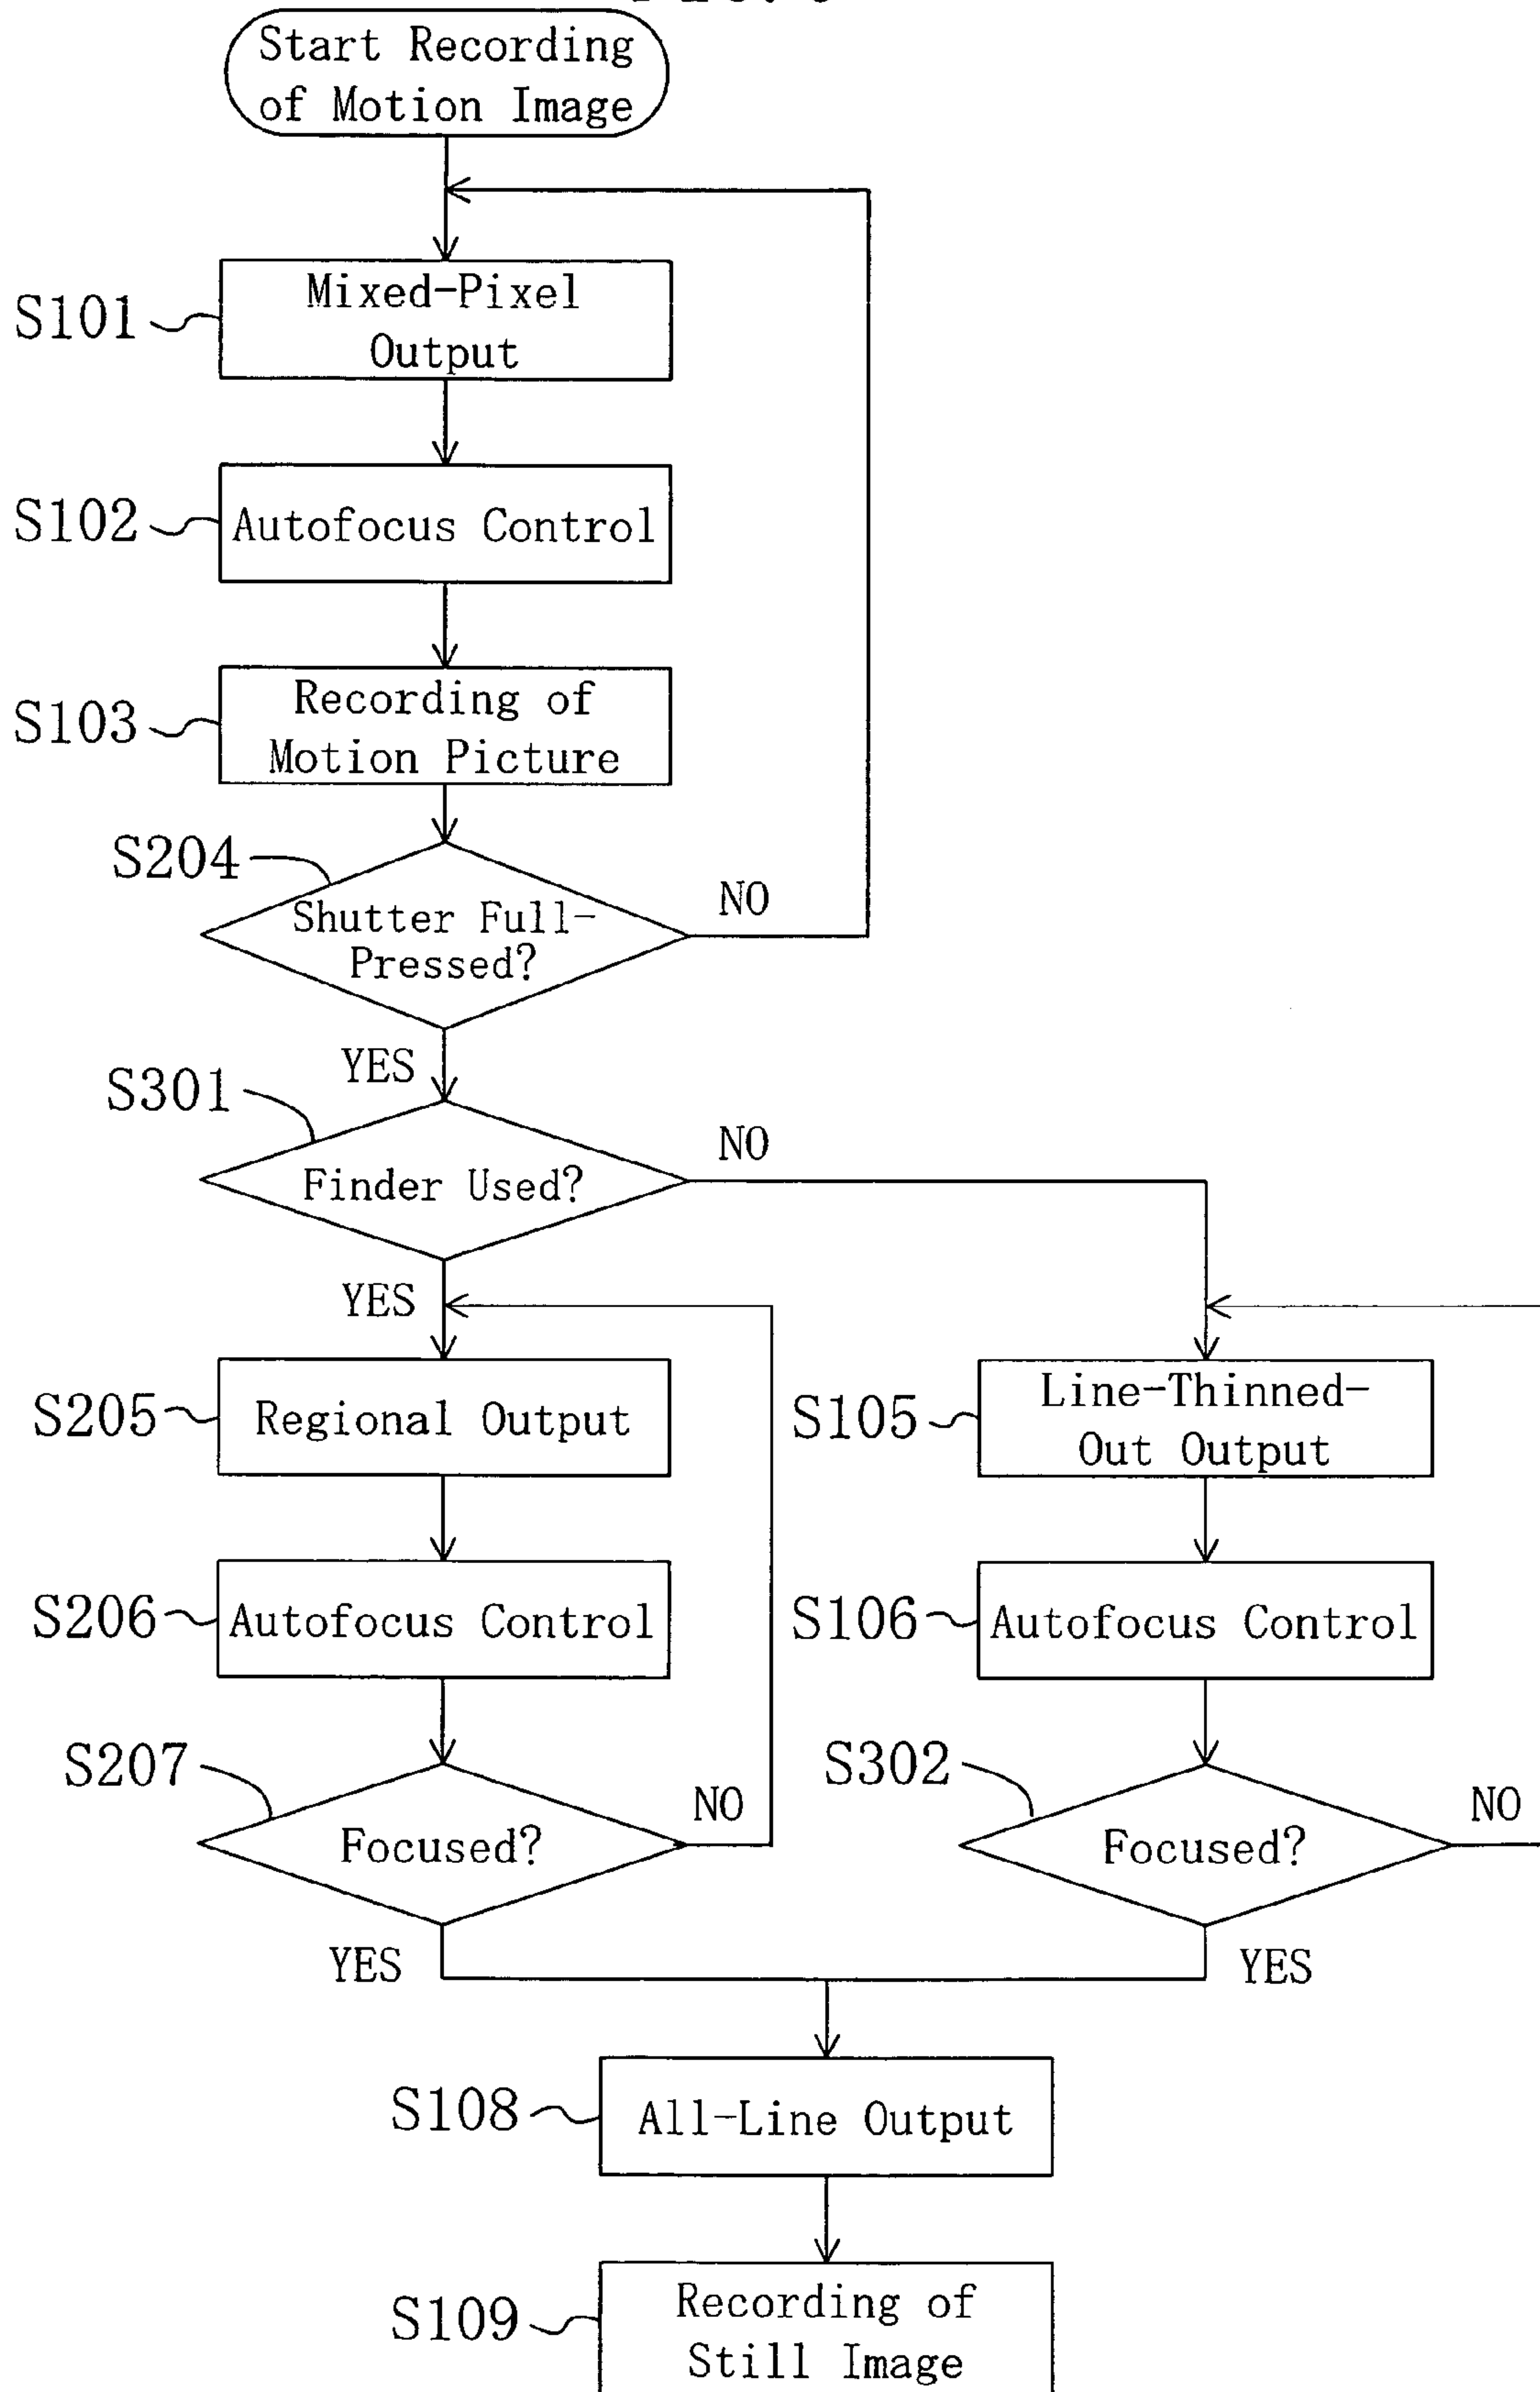 Start Recording
of Motion Image
S101
Mixed-Pixel
Output
S102
Autofocus Control
S103
Recording of
Motion Picture
S204
Shutter Full-
Pressed?
NO
YES
S301
Finder Used?
NO
YES
S205
Regional Output
S105
Line-Thinned-
Out Output
S206
Autofocus Control
S106
Autofocus Control
S207
Focused?
NO
S302
Focused?
NO
YES
YES
S108
All-Line Output
S109
Recording of
Still Image